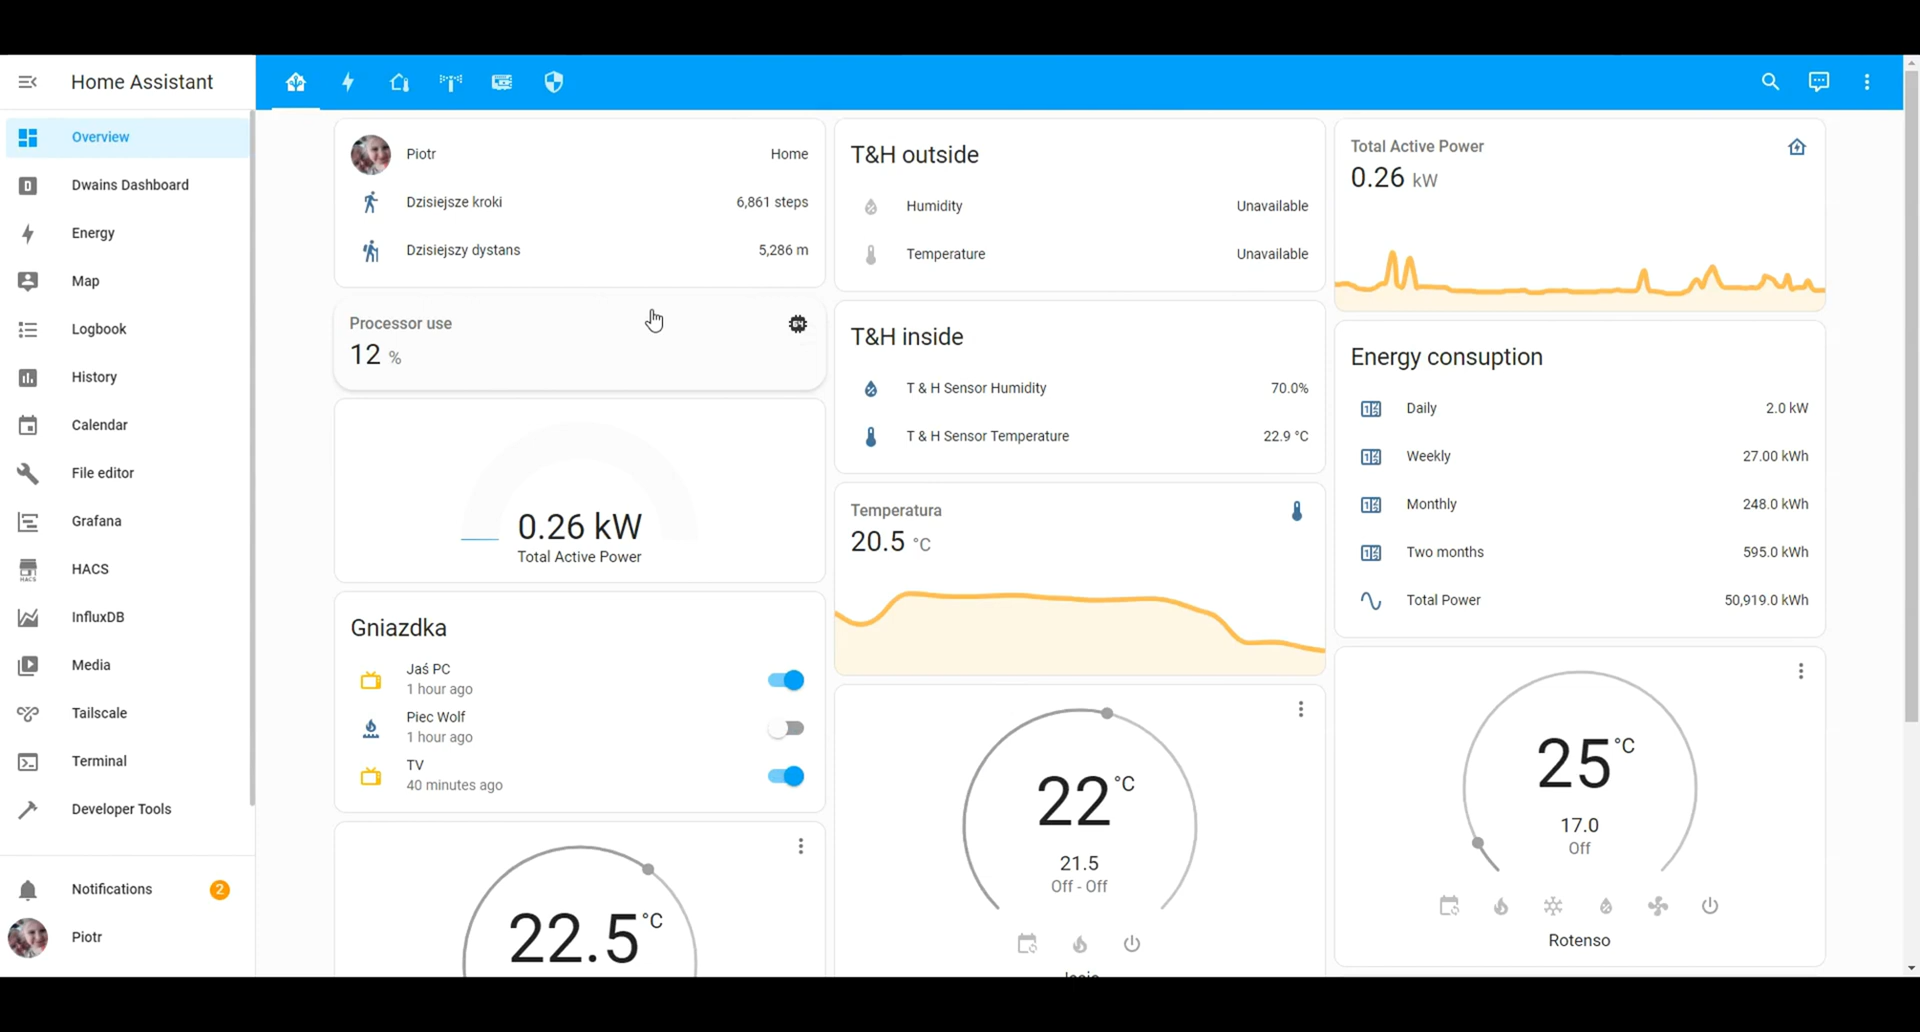 Home Assistant
Overview
Dwains Dashboard
Energy
Map
Logbook
History
Calendar
File editor
Grafana
HACS
HACS
InfluxDB
Media
Tailscale
Terminal
Developer Tools
Notifications 2
Piotr
Piotr Home
Dzisiejsze kroki 6,861 steps
Dzisiejszy dystans 5,286 m
Processor use
64
12 %
0.26 kW
Total Active Power
Gniazdka
Jaś PC
1 hour ago
Piec Wolf
1 hour ago
TV
40 minutes ago
22.5 °C
T&H outside
Humidity Unavailable
Temperature Unavailable
T&H inside
T & H Sensor Humidity 70.0%
T & H Sensor Temperature 22.9 °C
Temperatura
20.5 °C
22 °C
21.5
Off - Off
Total Active Power
0.26 kW
Energy consuption
Daily 2.0 kW
Weekly 27.00 kWh
Monthly 248.0 kWh
Two months 595.0 kWh
Total Power 50,919.0 kWh
25 °C
17.0
Off
Rotenso